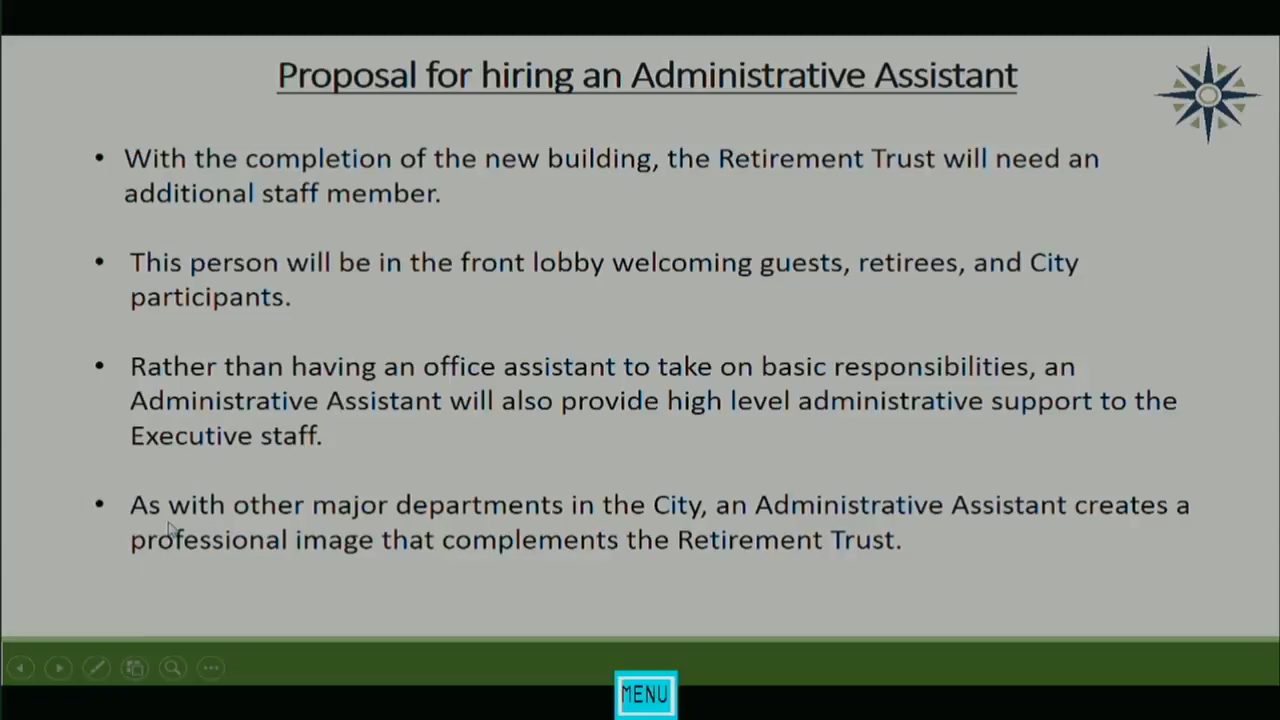 Proposal for hiring an Administrative Assistant
• With the completion of the new building, the Retirement Trust will need an
additional staff member.
• This person will be in the front lobby welcoming guests, retirees, and City
participants.
• Rather than having an office assistant to take on basic responsibilities, an
Administrative Assistant will also provide high level administrative support to the
Executive staff.
• As with other major departments in the City, an Administrative Assistant creates a
professional image that complements the Retirement Trust.
MENU